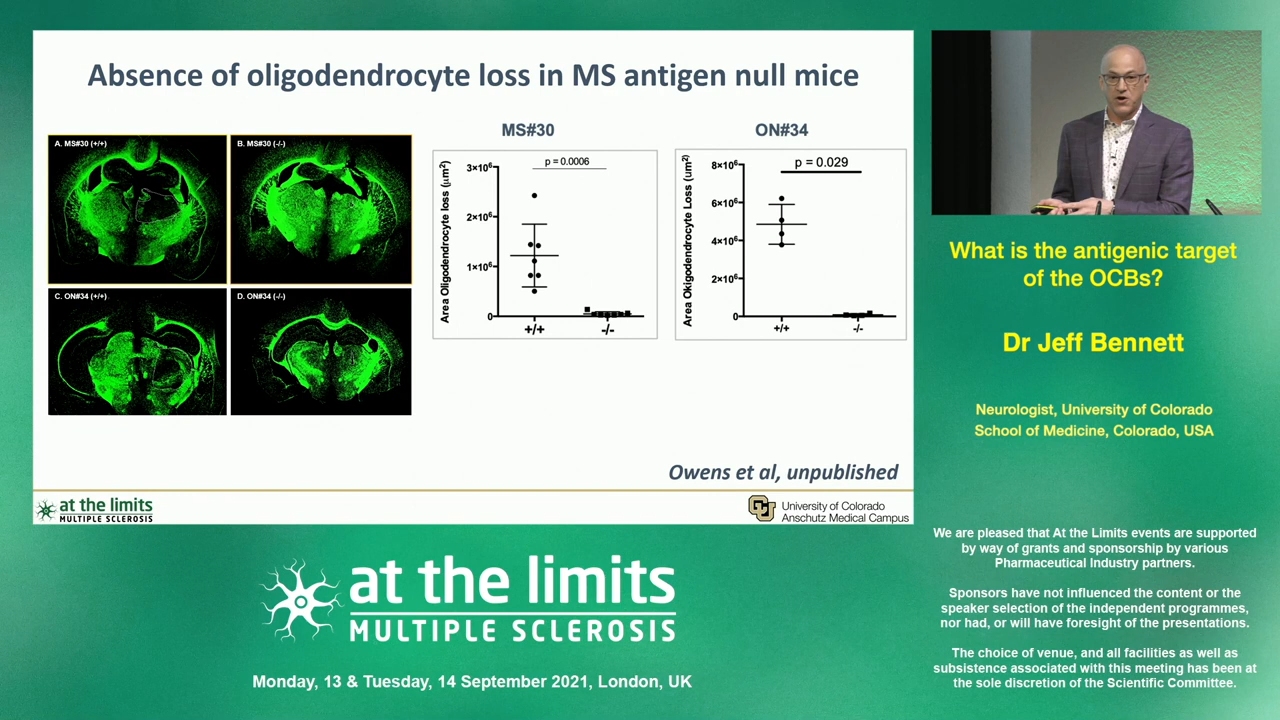 Absence of oligodendrocyte loss in MS antigen null mice
A. MS#30 (+/+)
B. MS#30 (-/-)
C. ON#34 (+/+)
D. ON#34 (-/-)
MS#30
Area Oligodendrocyte loss (µm²)
3×10⁶
2×10⁶
1×10⁶
0
p = 0.0006
+/+
-/-
ON#34
Area Okigodendrocyte Loss (um²)
8×10⁶
6×10⁶
4×10⁶
2×10⁶
0
p = 0.029
+/+
-/-
Owens et al, unpublished
at the limits
MULTIPLE SCLEROSIS
CU
University of Colorado
Anschutz Medical Campus
What is the antigenic target
of the OCBs?
Dr Jeff Bennett
Neurologist, University of Colorado
School of Medicine, Colorado, USA
We are pleased that At the Limits events are supported
by way of grants and sponsorship by various
Pharmaceutical Industry partners.
Sponsors have not influenced the content or the
speaker selection of the independent programmes,
nor had, or will have foresight of the presentations.
The choice of venue, and all facilities as well as
subsistence associated with this meeting has been at
the sole discretion of the Scientific Committee.
at the limits
MULTIPLE SCLEROSIS
Monday, 13 & Tuesday, 14 September 2021, London, UK